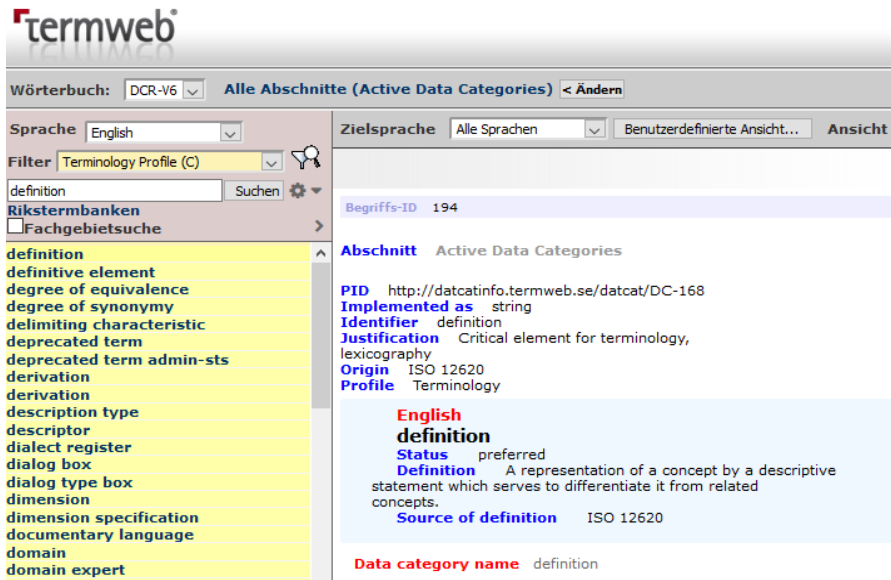 termweb
Wörterbuch: DCR-V6 Alle Abschnitte (Active Data Categories) < Ändern
Sprache English
Filter Terminology Profile (C)
definition Suchen
Rikstermbanken
Fachgebietsuche >
definition
definitive element
degree of equivalence
degree of synonymy
delimiting characteristic
deprecated term
deprecated term admin-sts
derivation
derivation
description type
descriptor
dialect register
dialog box
dialog type box
dimension
dimension specification
documentary language
domain
domain expert
Zielsprache Alle Sprachen Benutzerdefinierte Ansicht... Ansicht
Begriffs-ID 194
Abschnitt Active Data Categories
PID http://datcatinfo.termweb.se/datcat/DC-168
Implemented as string
Identifier definition
Justification Critical element for terminology,
lexicography
Origin ISO 12620
Profile Terminology
English
definition
Status preferred
Definition A representation of a concept by a descriptive
statement which serves to differentiate it from related
concepts.
Source of definition ISO 12620
Data category name definition